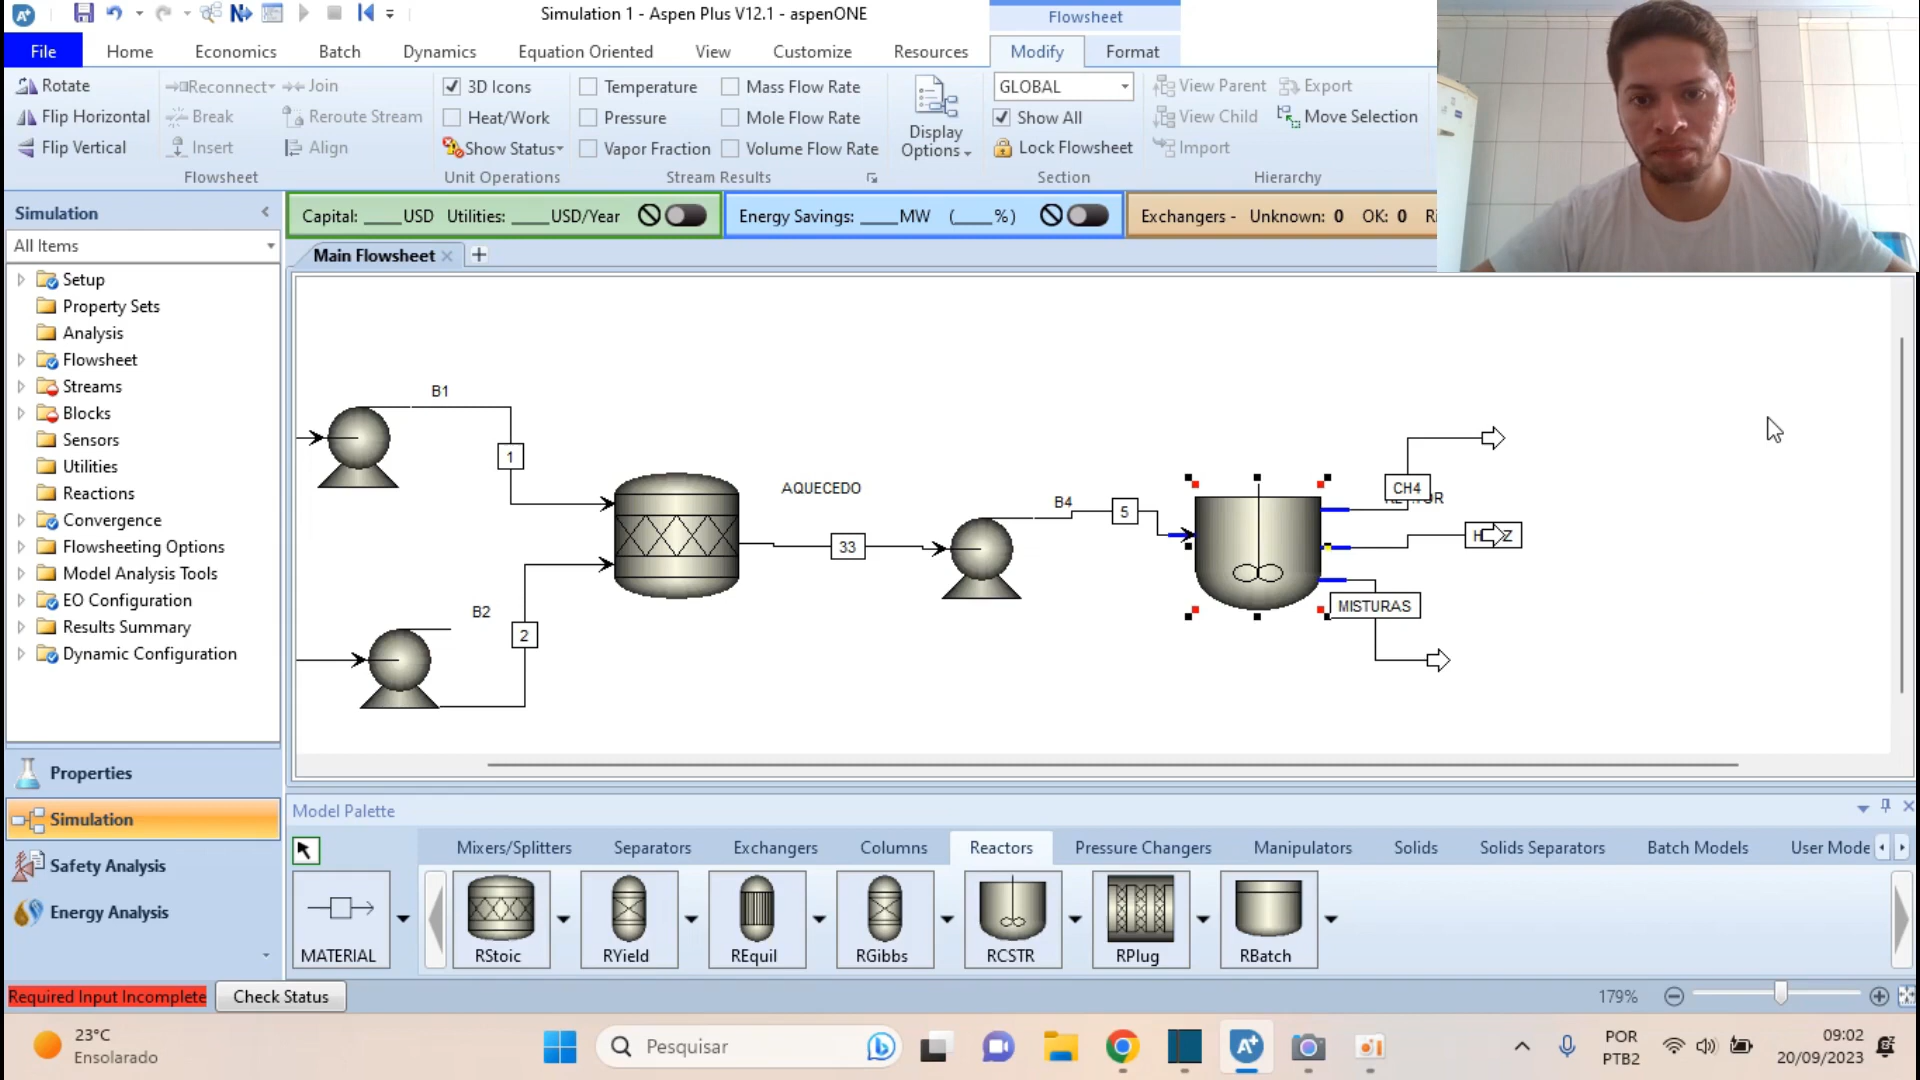 Simulation 1 - Aspen Plus V12.1 - aspenONE
Flowsheet
File
Home
Economics
Batch
Dynamics
Equation Oriented
View
Customize
Resources
Modify
Format
Rotate
Flip Horizontal
Flip Vertical
Reconnect
Break
Insert
Join
Reroute Stream
Align
Flowsheet
3D Icons
Heat/Work
Show Status
Unit Operations
Temperature
Pressure
Vapor Fraction
Mass Flow Rate
Mole Flow Rate
Volume Flow Rate
Stream Results
Display
Options
GLOBAL
Show All
Lock Flowsheet
Section
View Parent
View Child
Import
Export
Move Selection
Hierarchy
Simulation
All Items
Setup
Property Sets
Analysis
Flowsheet
Streams
Blocks
Sensors
Utilities
Reactions
Convergence
Flowsheeting Options
Model Analysis Tools
EO Configuration
Results Summary
Dynamic Configuration
Properties
Simulation
Safety Analysis
Energy Analysis
Capital: ____USD Utilities: ____USD/Year
Energy Savings: ____MW (____%)
Exchangers - Unknown: 0 OK: 0
Main Flowsheet
B1
1
B2
2
AQUECEDO
33
B4
5
CH4
MISTURAS
Model Palette
Mixers/Splitters
Separators
Exchangers
Columns
Reactors
Pressure Changers
Manipulators
Solids
Solids Separators
Batch Models
User Mode
MATERIAL
RStoic
RYield
REquil
RGibbs
RCSTR
RPlug
RBatch
Required Input Incomplete
Check Status
179%
23°C
Ensolarado
Pesquisar
POR
PTB2
09:02
20/09/2023